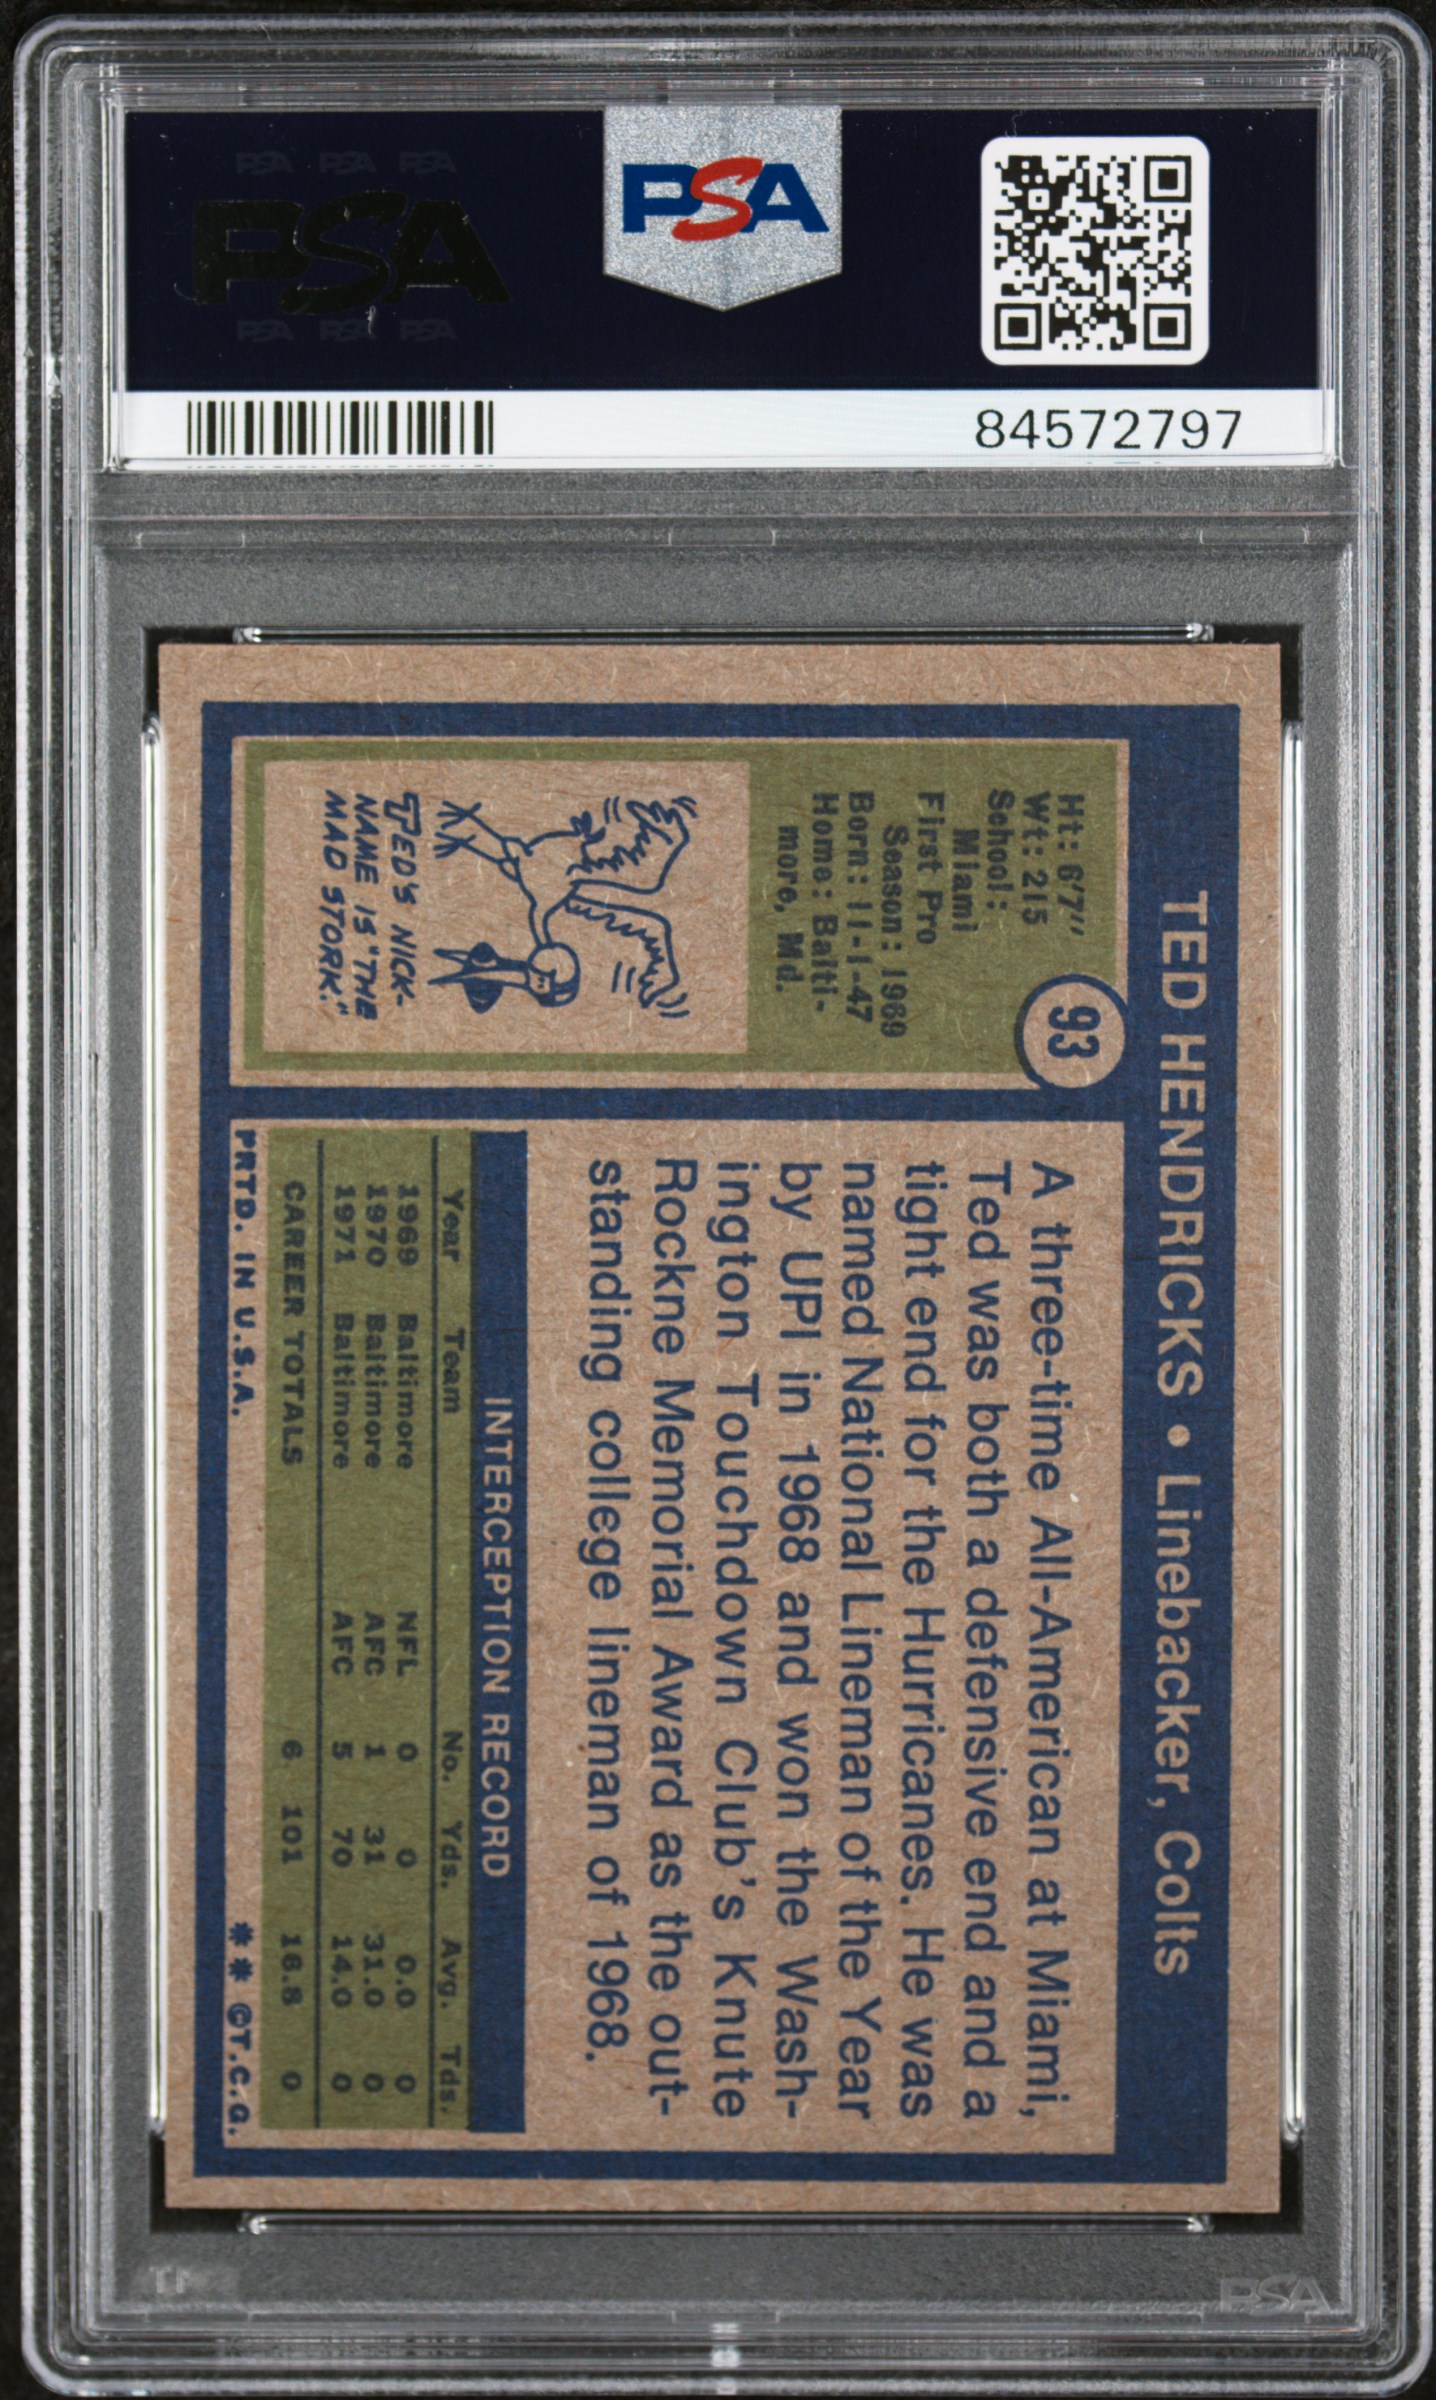 PSA PSA PSA
PSA
PSA PSA PSA
PSA
84572797
TED HENDRICKS • Linebacker, Colts
93
Ht: 6'7"
Wt: 215
School:
Miami
First Pro
Season: 1969
Born: 11-1-47
Home: Balti-
more, Md.
TED'S NICK-
NAME IS "THE
MAD STORK."
A three-time All-American at Miami,
Ted was both a defensive end and a
tight end for the Hurricanes. He was
named National Lineman of the Year
by UPI in 1968 and won the Wash-
ington Touchdown Club's Knute
Rockne Memorial Award as the out-
standing college lineman of 1968.
INTERCEPTION RECORD
Year Team No. Yds. Avg. Tds.
1969 Baltimore NFL 0 0 0.0 0
1970 Baltimore AFC 1 31 31.0 0
1971 Baltimore AFC 5 70 14.0 0
CAREER TOTALS 6 101 16.8 0
PRTD. IN U.S.A. ** ©T.C.G.
PSA